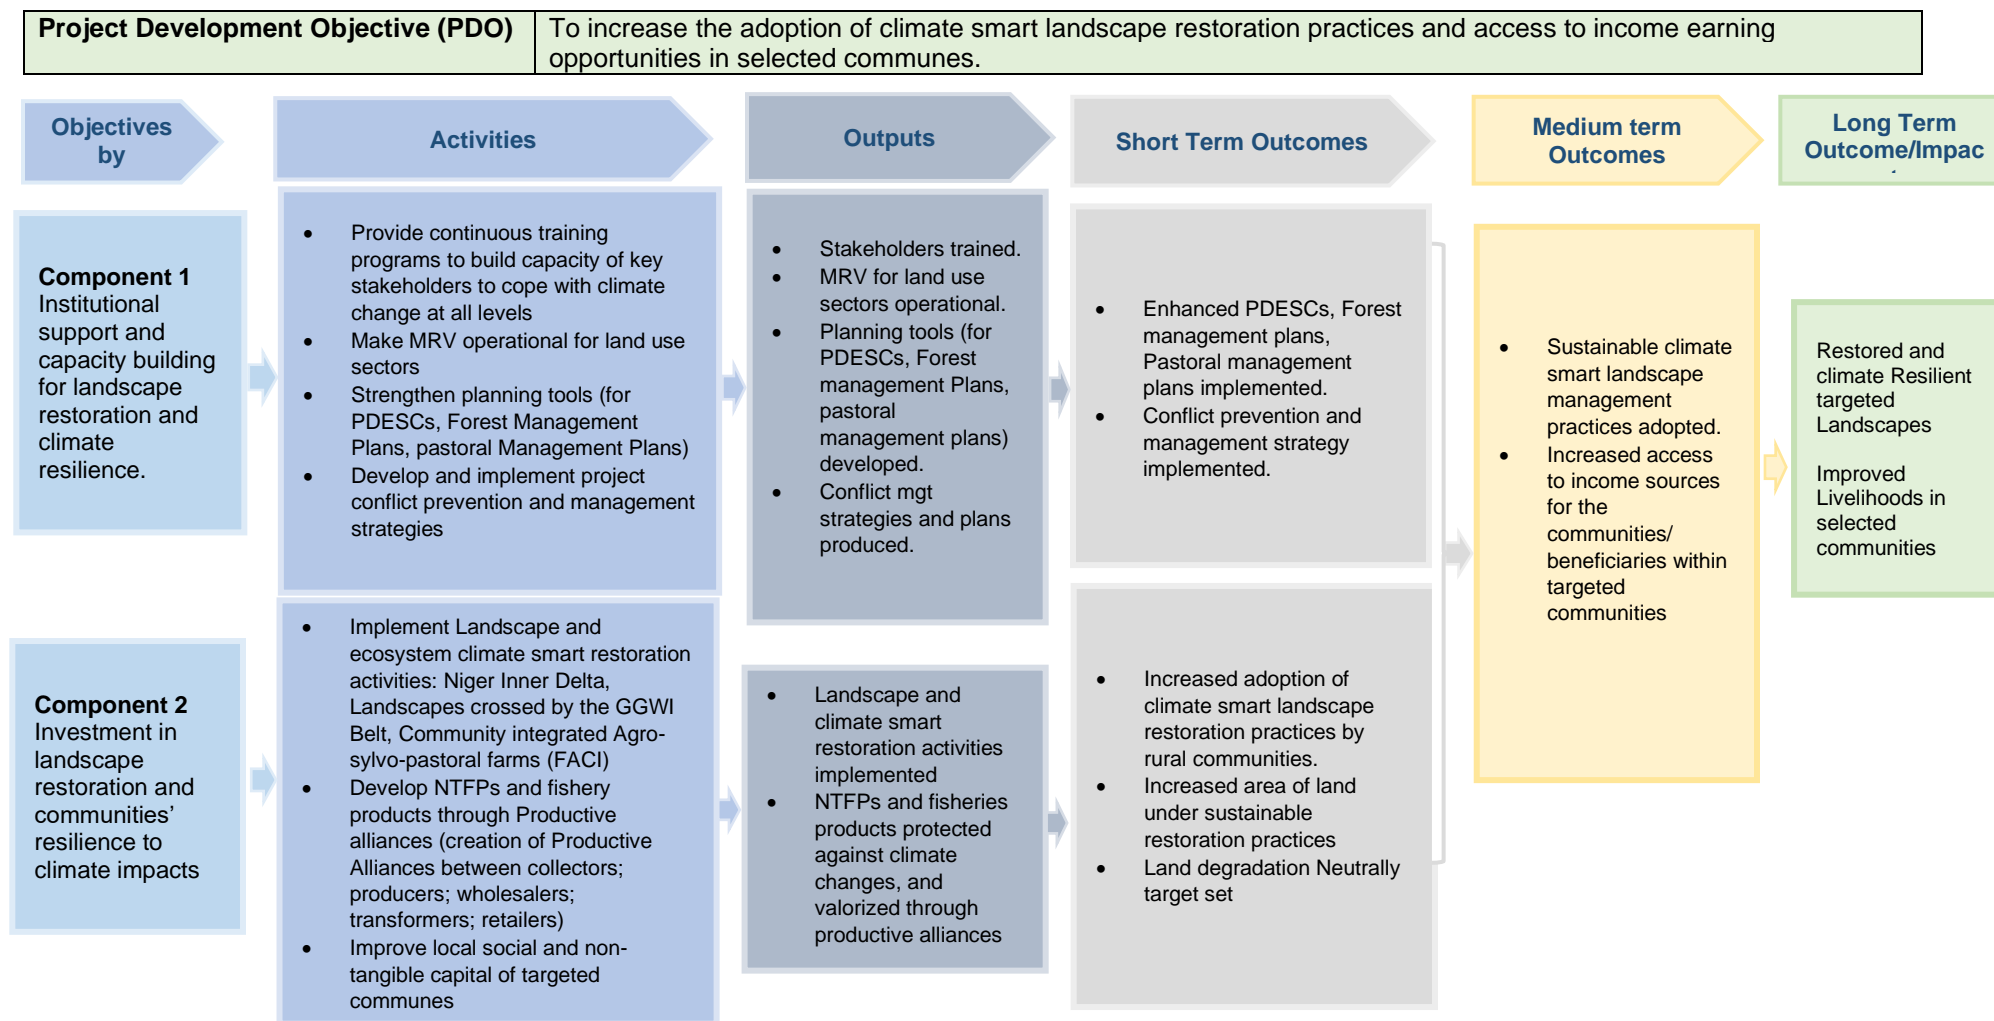 Project Development Objective (PDO)
To increase the adoption of climate smart landscape restoration practices and access to income earning
opportunities in selected communes.
Objectives
by
Activities
Outputs
Short Term Outcomes
Medium term
Outcomes
Long Term
Outcome/Impac
Component 1
Institutional
support and
capacity building
for landscape
restoration and
climate
resilience.
• Provide continuous training
programs to build capacity of key
stakeholders to cope with climate
change at all levels
• Make MRV operational for land use
sectors
• Strengthen planning tools (for
PDESCs, Forest Management
Plans, pastoral Management Plans)
• Develop and implement project
conflict prevention and management
strategies
• Stakeholders trained.
• MRV for land use
sectors operational.
• Planning tools (for
PDESCs, Forest
management Plans,
pastoral
management plans)
developed.
• Conflict mgt
strategies and plans
produced.
• Enhanced PDESCs, Forest
management plans,
Pastoral management
plans implemented.
• Conflict prevention and
management strategy
implemented.
• Sustainable climate
smart landscape
management
practices adopted.
• Increased access
to income sources
for the
communities/
beneficiaries within
targeted
communities
Restored and
climate Resilient
targeted
Landscapes
Improved
Livelihoods in
selected
communities
Component 2
Investment in
landscape
restoration and
communities’
resilience to
climate impacts
• Implement Landscape and
ecosystem climate smart restoration
activities: Niger Inner Delta,
Landscapes crossed by the GGWI
Belt, Community integrated Agro-
sylvo-pastoral farms (FACI)
• Develop NTFPs and fishery
products through Productive
alliances (creation of Productive
Alliances between collectors;
producers; wholesalers;
transformers; retailers)
• Improve local social and non-
tangible capital of targeted
communes
• Landscape and
climate smart
restoration activities
implemented
• NTFPs and fisheries
products protected
against climate
changes, and
valorized through
productive alliances
• Increased adoption of
climate smart landscape
restoration practices by
rural communities.
• Increased area of land
under sustainable
restoration practices
• Land degradation Neutrally
target set